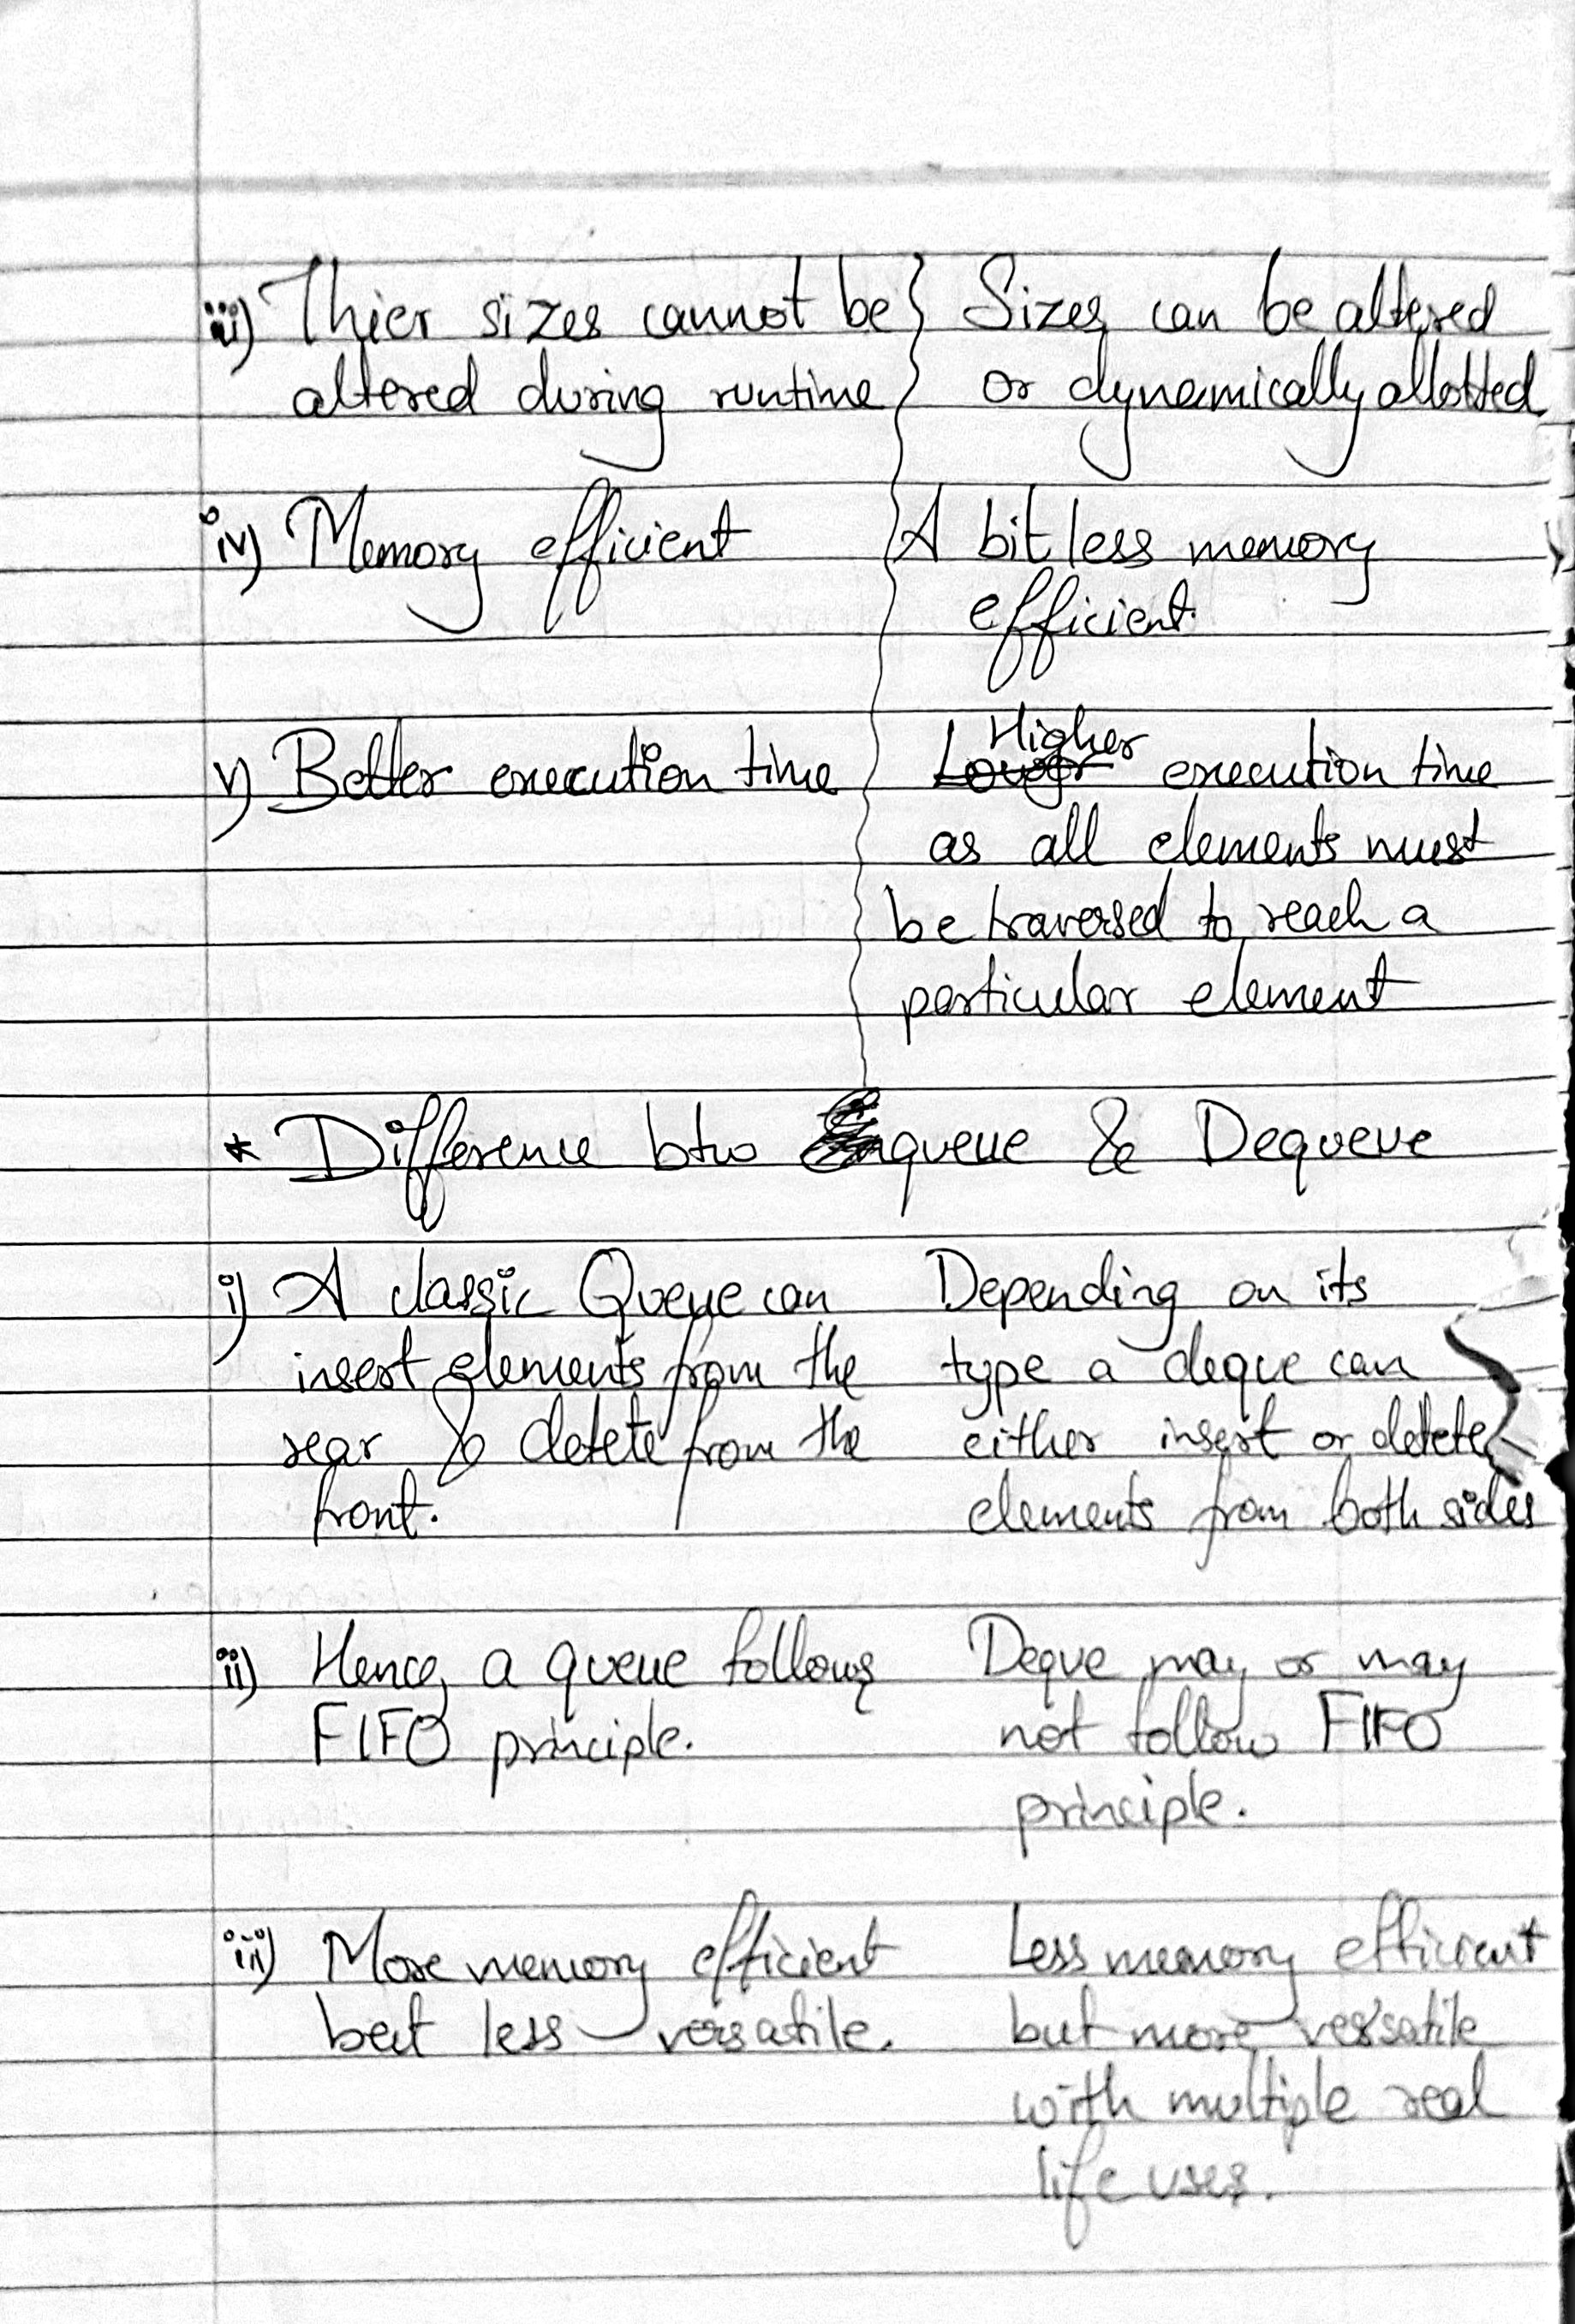 iii) Thier sizes cannot be
altered during runtime
Sizes can be altered
or dynamically allotted
iv) Memory efficient
A bit less memory
efficient.
v) Better execution time
Higher
execution time
as all elements must
be traversed to reach a
particular element
* Difference btw queue & Dequeue
i) A classic Queue can
insert elements from the
rear & delete from the
front.
Depending on its
type a deque can
either insert or delete
elements from both sides
ii) Hence, a queue follows
FIFO principle.
Deque may or may
not follow FIFO
principle.
iii) More memory efficient
but less versatile.
Less memory efficient
but more versatile
with multiple real
life uses.